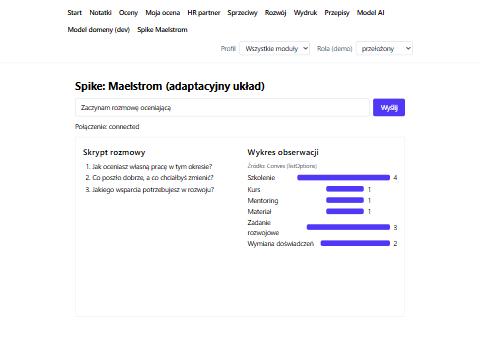 Start Notatki Oceny Moja ocena HR partner Sprzeciwy Rozwój Wydruk Przepisy Model AI
Model domeny (dev) Spike Maelstrom
Profil Wszystkie moduły Rola (demo) przełożony
Spike: Maelstrom (adaptacyjny układ)
Zaczynam rozmowę oceniającą Wyślij
Połączenie: connected
Skrypt rozmowy
1. Jak oceniasz własną pracę w tym okresie?
2. Co poszło dobrze, a co chciałbyś zmienić?
3. Jakiego wsparcia potrzebujesz w rozwoju?
Wykres obserwacji
Źródło: Convex (listOptions)
Szkolenie 4
Kurs 1
Mentoring 1
Materiał 1
Zadanie
rozwojowe 3
Wymiana doświadczeń 2